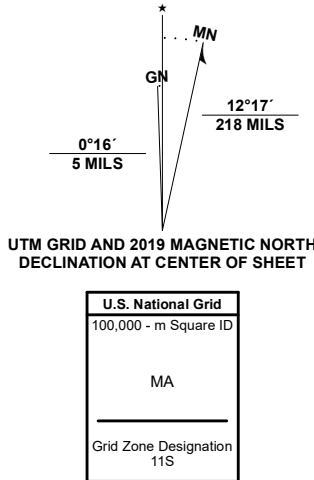 ★
MN
GN
0°16´
5 MILS
12°17´
218 MILS
UTM GRID AND 2019 MAGNETIC NORTH
DECLINATION AT CENTER OF SHEET
U.S. National Grid
100,000 - m Square ID
MA
Grid Zone Designation
11S